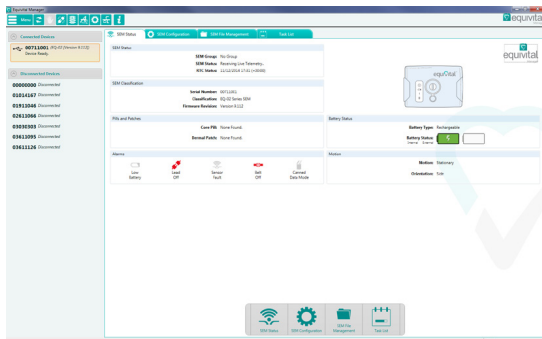 Equivital Manager
Menu
equivital
Connected Devices
00711001 (EQ-02 (Version 9.112)
Device Ready.
Disconnected Devices
00000000 Disconnected
01014167 Disconnected
01911046 Disconnected
02611066 Disconnected
03030303 Disconnected
03611095 Disconnected
03611126 Disconnected
SEM Status
SEM Configuration
SEM File Management
Task List
SEM Status
SEM Group: No Group
SEM Status: Receiving Live Telemetry..
RTC Status:
SEM Classification
Serial Number: 00711001
Classification: EQ-02 Series SEM
Firmware Revision: Version 9.112
equivital
equiVital
Pills and Patches
Core Pill: None Found.
Dermal Patch: None Found.
Battery Status
Battery Type: Rechargeable
Battery Status:
Internal External
Alarms
Low Battery
Lead Off
Sensor Fault
Belt Off
Canned Data Mode
Motion
Motion: Stationary
Orientation: Side
SEM Status
SEM Configuration
SEM File Management
Task List